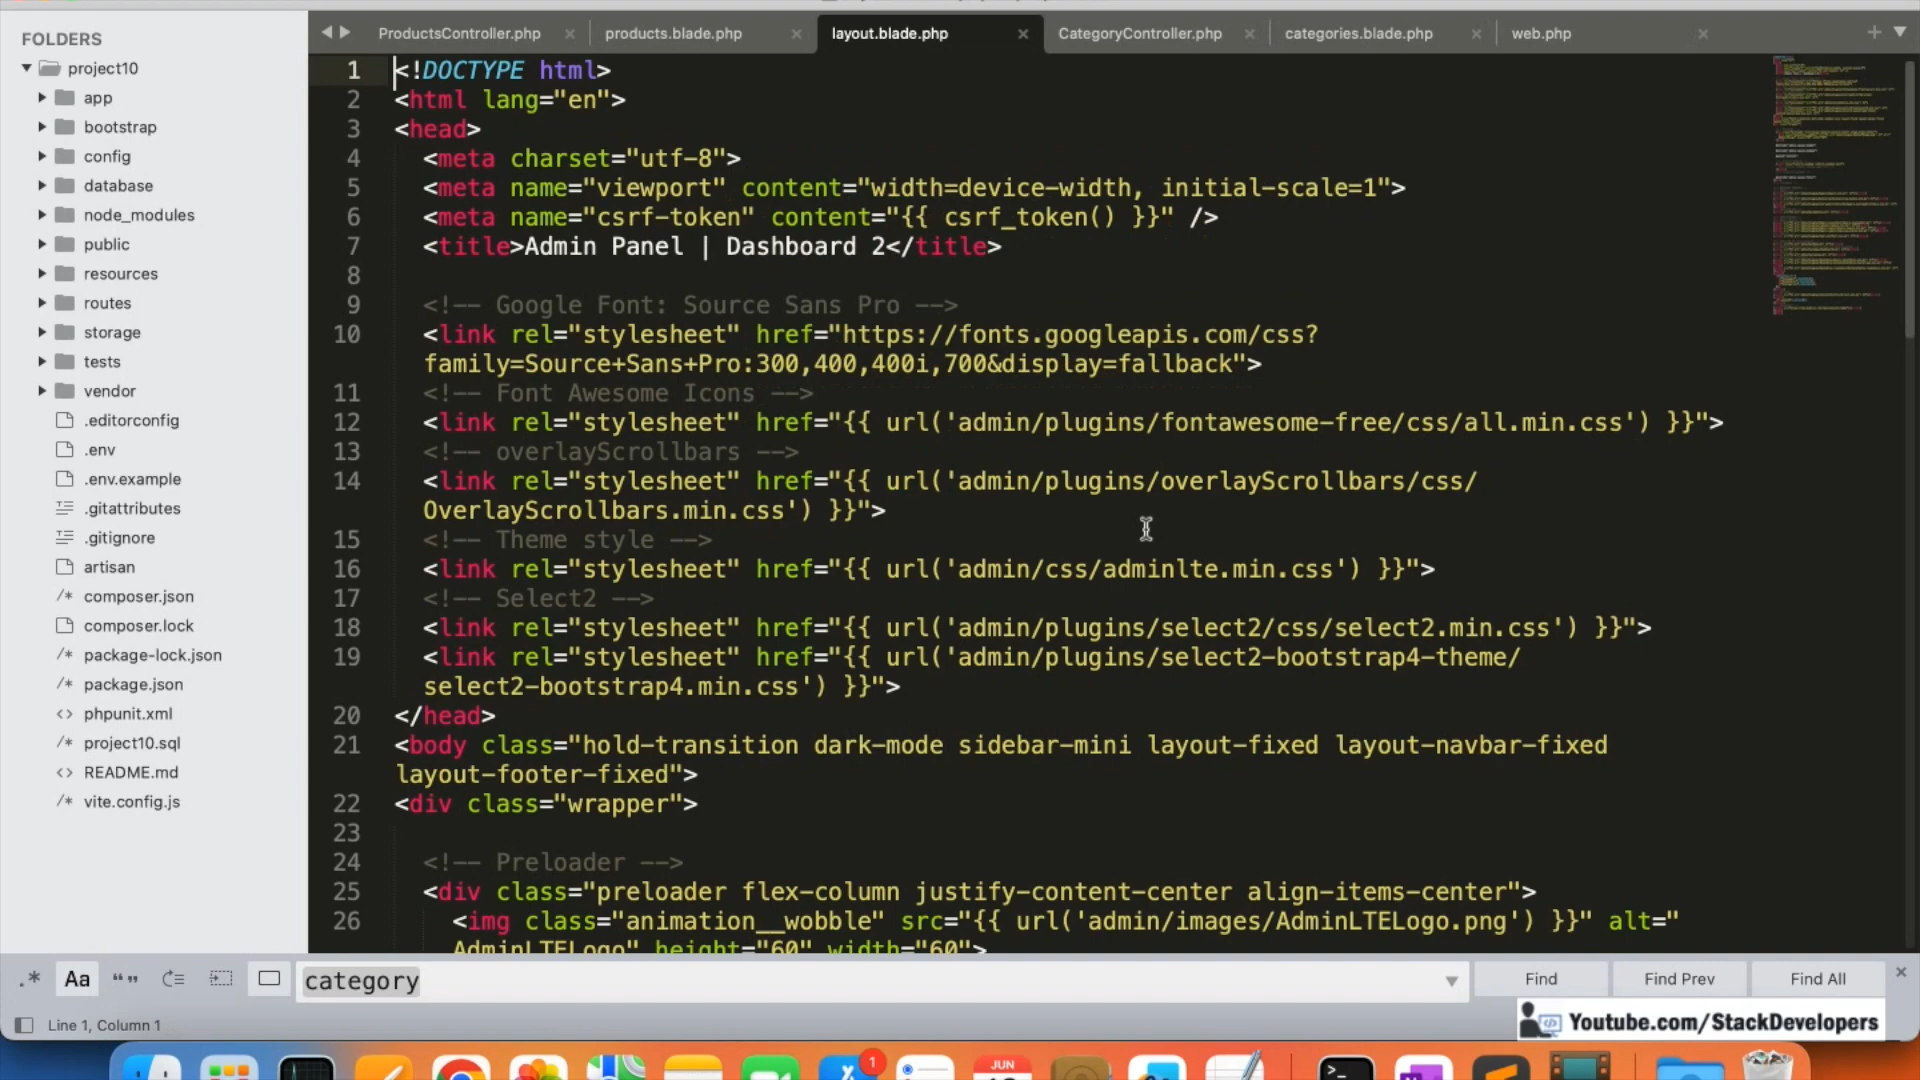 FOLDERS
project10
app
bootstrap
config
database
node_modules
public
resources
routes
storage
tests
vendor
.editorconfig
.env
.env.example
.gitattributes
.gitignore
artisan
/* composer.json
composer.lock
/* package-lock.json
/* package.json
<> phpunit.xml
/* project10.sql
<> README.md
/* vite.config.js
ProductsController.php × products.blade.php × layout.blade.php × CategoryController.php × categories.blade.php × web.php ×
1 <!DOCTYPE html>
2 <html lang="en">
3 <head>
4 <meta charset="utf-8">
5 <meta name="viewport" content="width=device-width, initial-scale=1">
6 <meta name="csrf-token" content="{{ csrf_token() }}" />
7 <title>Admin Panel | Dashboard 2</title>
8
9 <!-- Google Font: Source Sans Pro -->
10 <link rel="stylesheet" href="https://fonts.googleapis.com/css?
family=Source+Sans+Pro:300,400,400i,700&display=fallback">
11 <!-- Font Awesome Icons -->
12 <link rel="stylesheet" href="{{ url('admin/plugins/fontawesome-free/css/all.min.css') }}">
13 <!-- overlayScrollbars -->
14 <link rel="stylesheet" href="{{ url('admin/plugins/overlayScrollbars/css/
OverlayScrollbars.min.css') }}">
15 <!-- Theme style -->
16 <link rel="stylesheet" href="{{ url('admin/css/adminlte.min.css') }}">
17 <!-- Select2 -->
18 <link rel="stylesheet" href="{{ url('admin/plugins/select2/css/select2.min.css') }}">
19 <link rel="stylesheet" href="{{ url('admin/plugins/select2-bootstrap4-theme/
select2-bootstrap4.min.css') }}">
20 </head>
21 <body class="hold-transition dark-mode sidebar-mini layout-fixed layout-navbar-fixed
layout-footer-fixed">
22 <div class="wrapper">
23
24 <!-- Preloader -->
25 <div class="preloader flex-column justify-content-center align-items-center">
26 <img class="animation__wobble" src="{{ url('admin/images/AdminLTELogo.png') }}" alt="
AdminLTELogo" height="60" width="60">
.* Aa “” category Find Find Prev Find All ×
Line 1, Column 1
Youtube.com/StackDevelopers
1
JUN